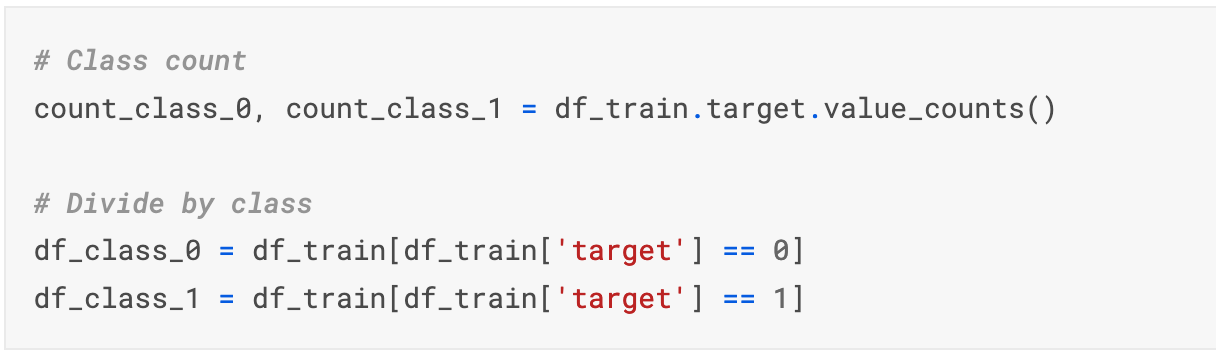 # Class count
count_class_0, count_class_1 = df_train.target.value_counts()
# Divide by class
df_class_0 = df_train[df_train['target'] == 0]
df_class_1 = df_train[df_train['target'] == 1]